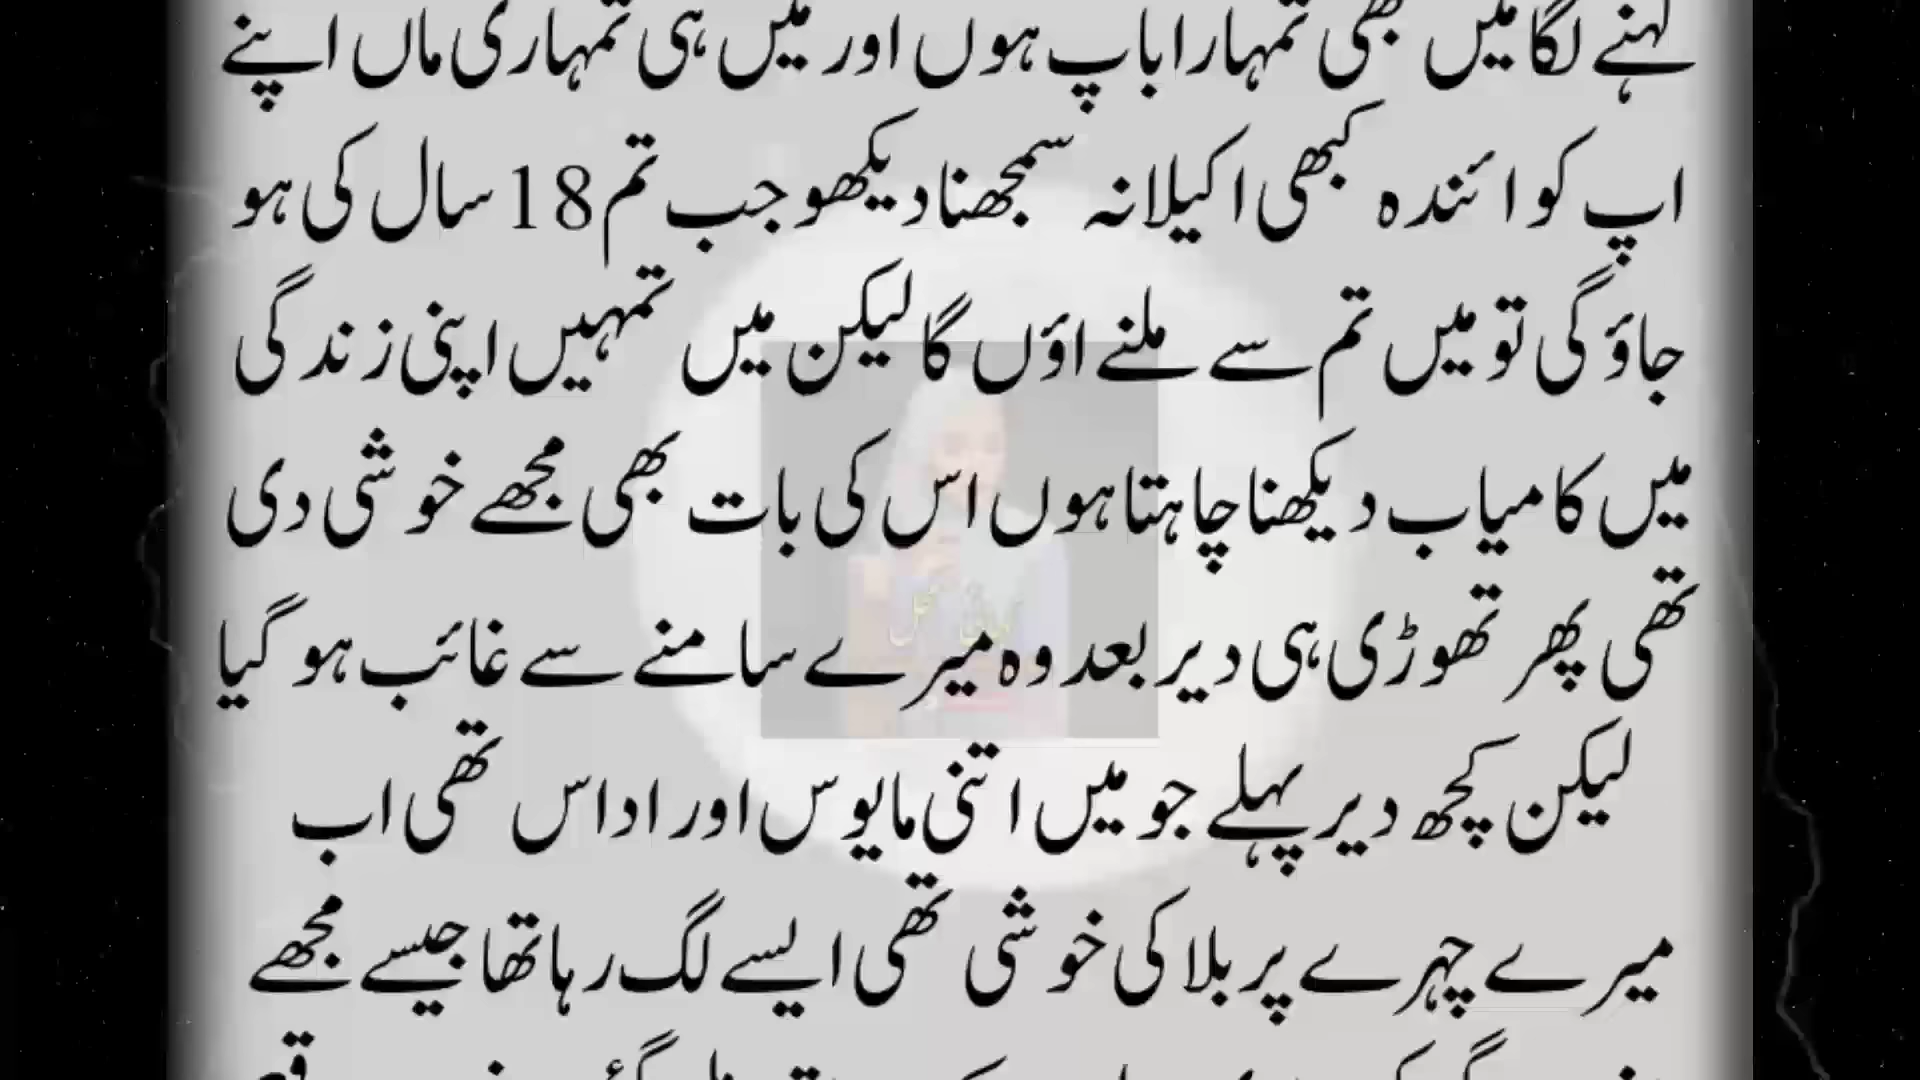 کہنے لگا میں بھی تمہارا باپ ہوں اور میں ہی تمہاری ماں اپنے
اپ کو ائندہ کبھی اکیلا نہ سمجھنا دیکھو جب تم 18 سال کی ہو
جاؤ گی تو میں تم سے ملنے اؤں گا لیکن میں تمہیں اپنی زندگی
میں کامیاب دیکھنا چاہتا ہوں اس کی بات بھی مجھے خوشی دی
تھی پھر تھوڑی ہی دیر بعد وہ میرے سامنے سے غائب ہو گیا
لیکن کچھ دیر پہلے جو میں اتنی مایوس اور اداس تھی اب
میرے چہرے پر بلا کی خوشی تھی ایسے لگ رہا تھا جیسے مجھے